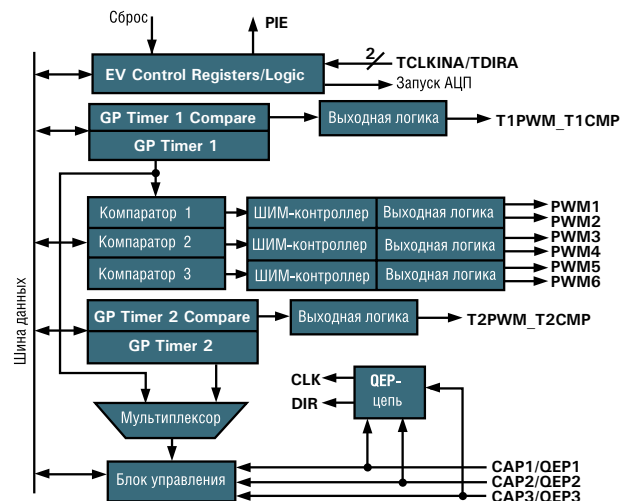 Сброс
PIE
EV Control Registers/Logic
2
TCLKINA/TDIRA
Запуск АЦП
GP Timer 1 Compare
GP Timer 1
Выходная логика
T1PWM_T1CMP
Компаратор 1
ШИМ-контроллер
Выходная логика
PWM1
PWM2
Компаратор 2
ШИМ-контроллер
Выходная логика
PWM3
PWM4
Компаратор 3
ШИМ-контроллер
Выходная логика
PWM5
PWM6
Шина данных
GP Timer 2 Compare
GP Timer 2
Выходная логика
T2PWM_T2CMP
CLK
DIR
QEP-
цепь
Мультиплексор
Блок управления
CAP1/QEP1
CAP2/QEP2
CAP3/QEP3